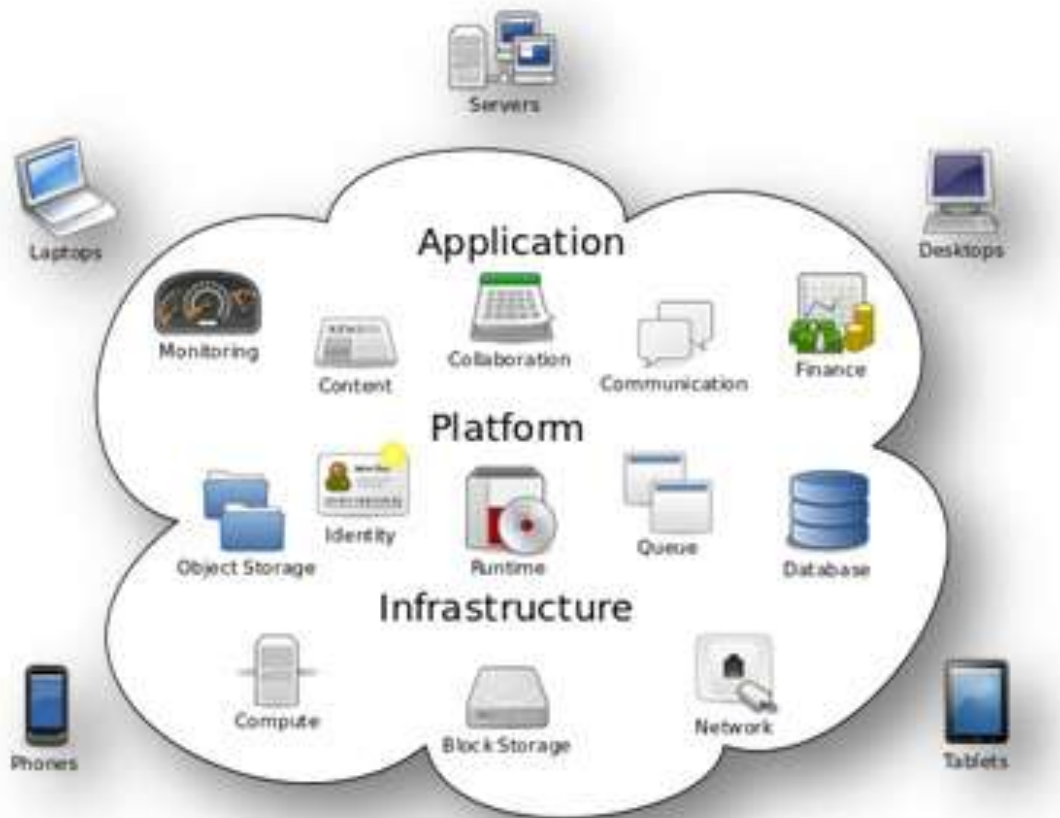 Servers
Laptops
Desktops
Application
Monitoring
Content
Collaboration
Communication
Finance
Platform
Object Storage
Identity
Runtime
Queue
Database
Infrastructure
Compute
Block Storage
Network
Phones
Tablets